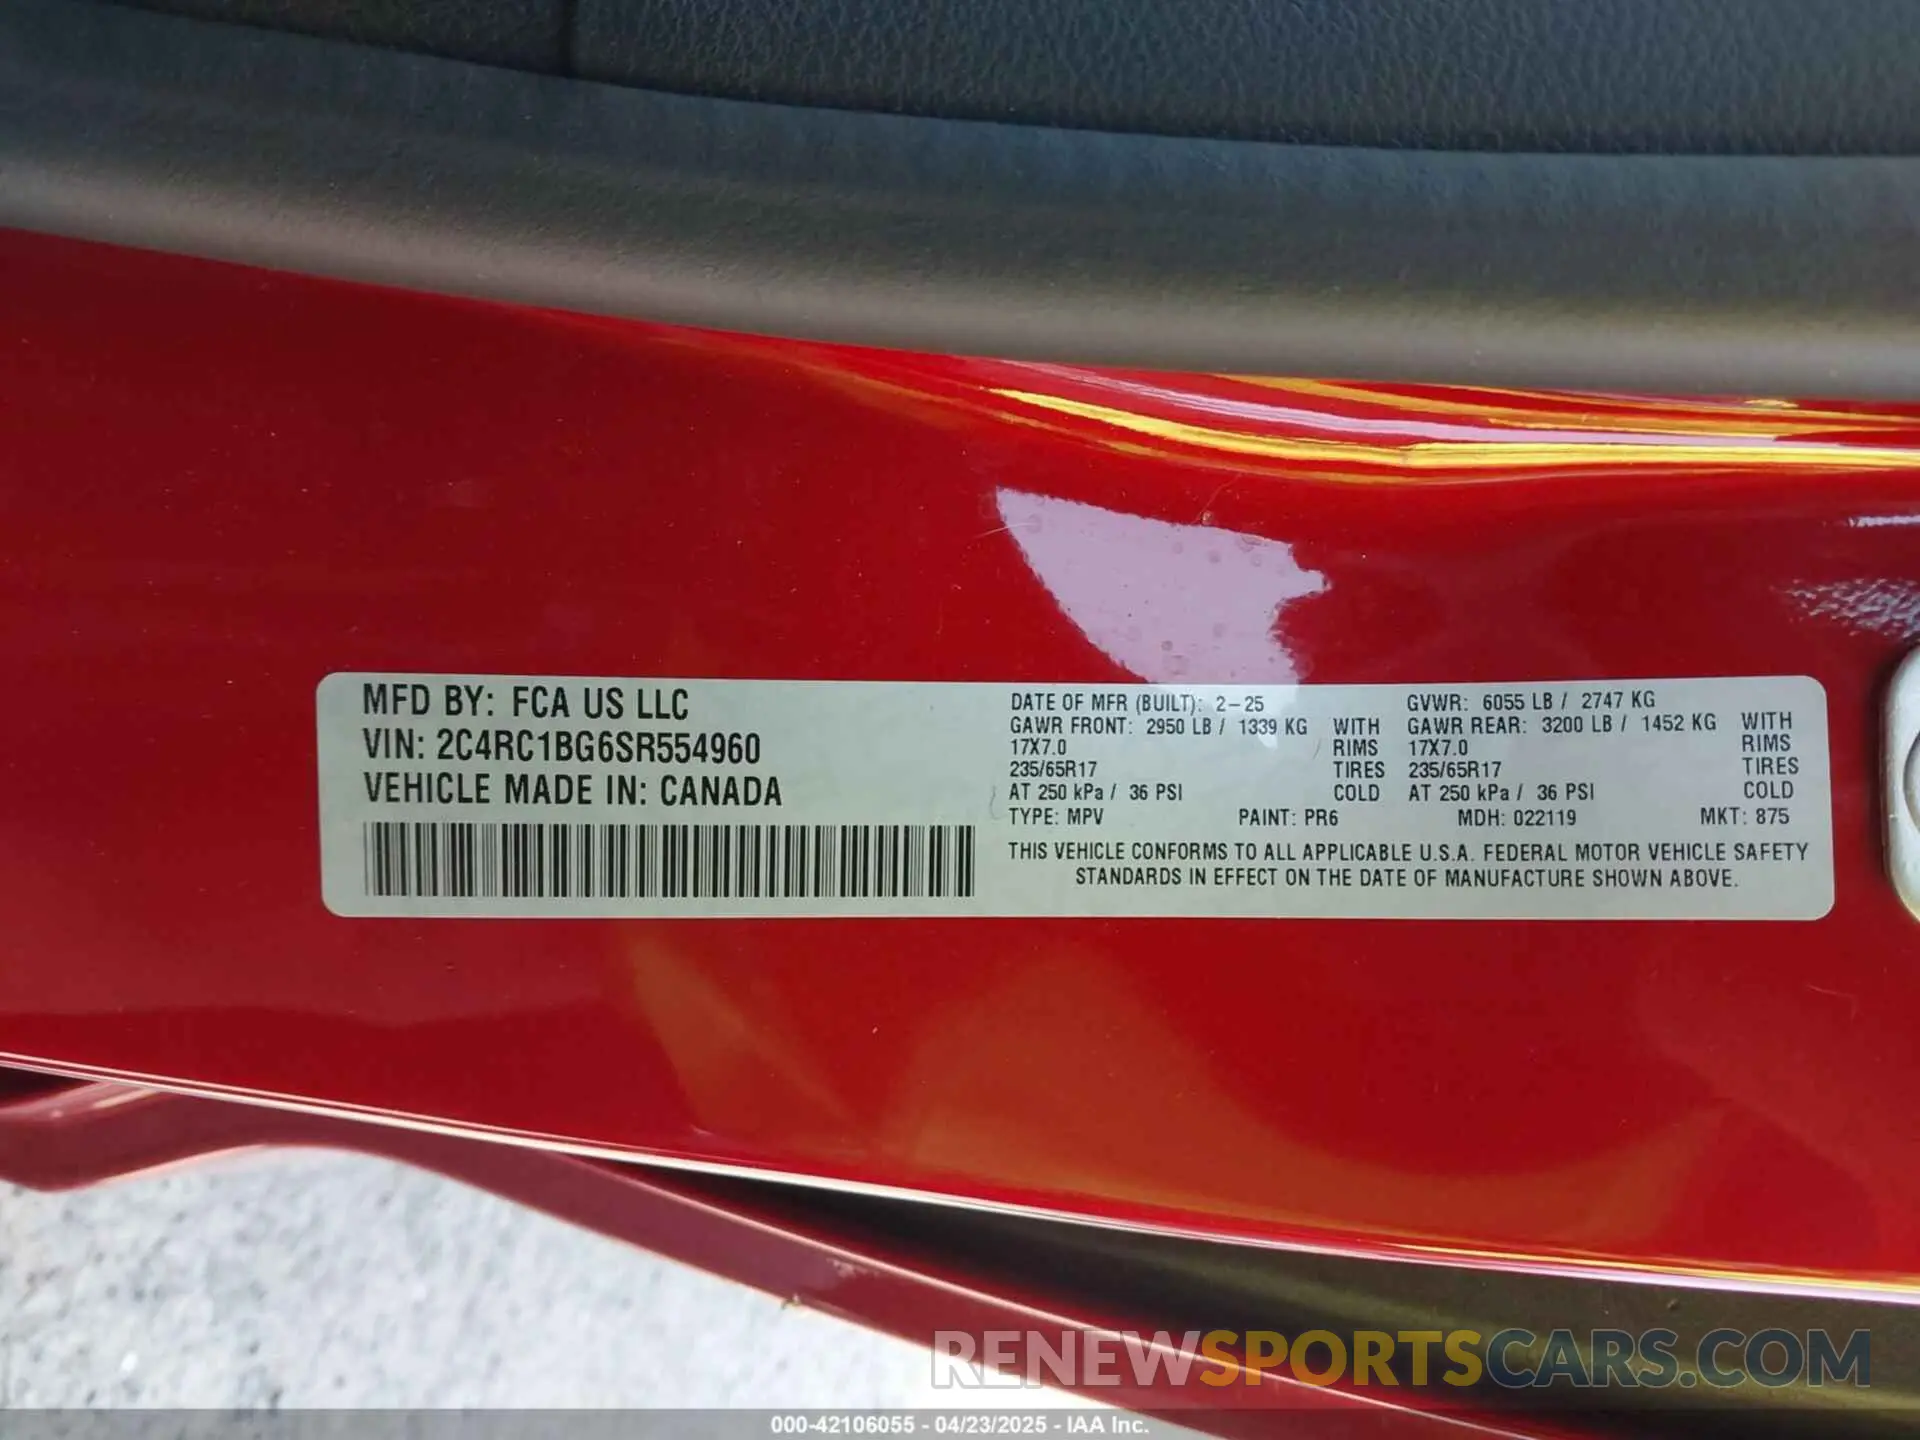 MFD BY: FCA US LLC
VIN: 2C4RC1BG6SR554960
VEHICLE MADE IN: CANADA
DATE OF MFR (BUILT): 2-25 GVWR: 6055 LB / 2747 KG
GAWR FRONT: 2950 LB / 1339 KG WITH GAWR REAR: 3200 LB / 1452 KG WITH
17X7.0 RIMS 17X7.0 RIMS
235/65R17 TIRES 235/65R17 TIRES
AT 250 kPa / 36 PSI COLD AT 250 kPa / 36 PSI COLD
TYPE: MPV PAINT: PR6 MDH: 022119 MKT: 875
THIS VEHICLE CONFORMS TO ALL APPLICABLE U.S.A. FEDERAL MOTOR VEHICLE SAFETY
STANDARDS IN EFFECT ON THE DATE OF MANUFACTURE SHOWN ABOVE.
RENEWSPORTSCARS.COM
000-42106055 - 04/23/2025 - IAA Inc.